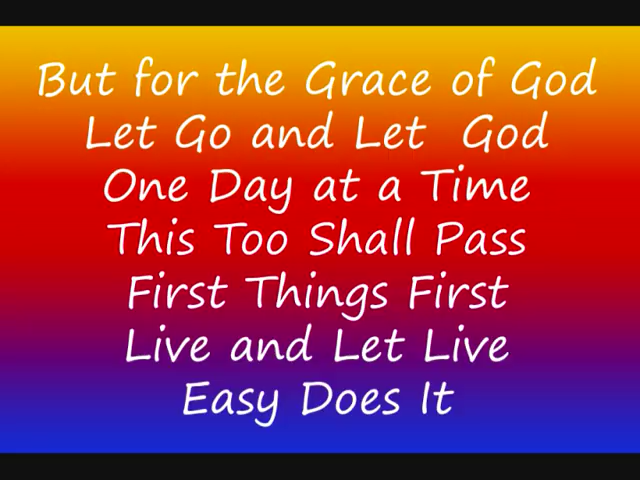 But for the Grace of God
Let Go and Let God
One Day at a Time
This Too Shall Pass
First Things First
Live and Let Live
Easy Does It